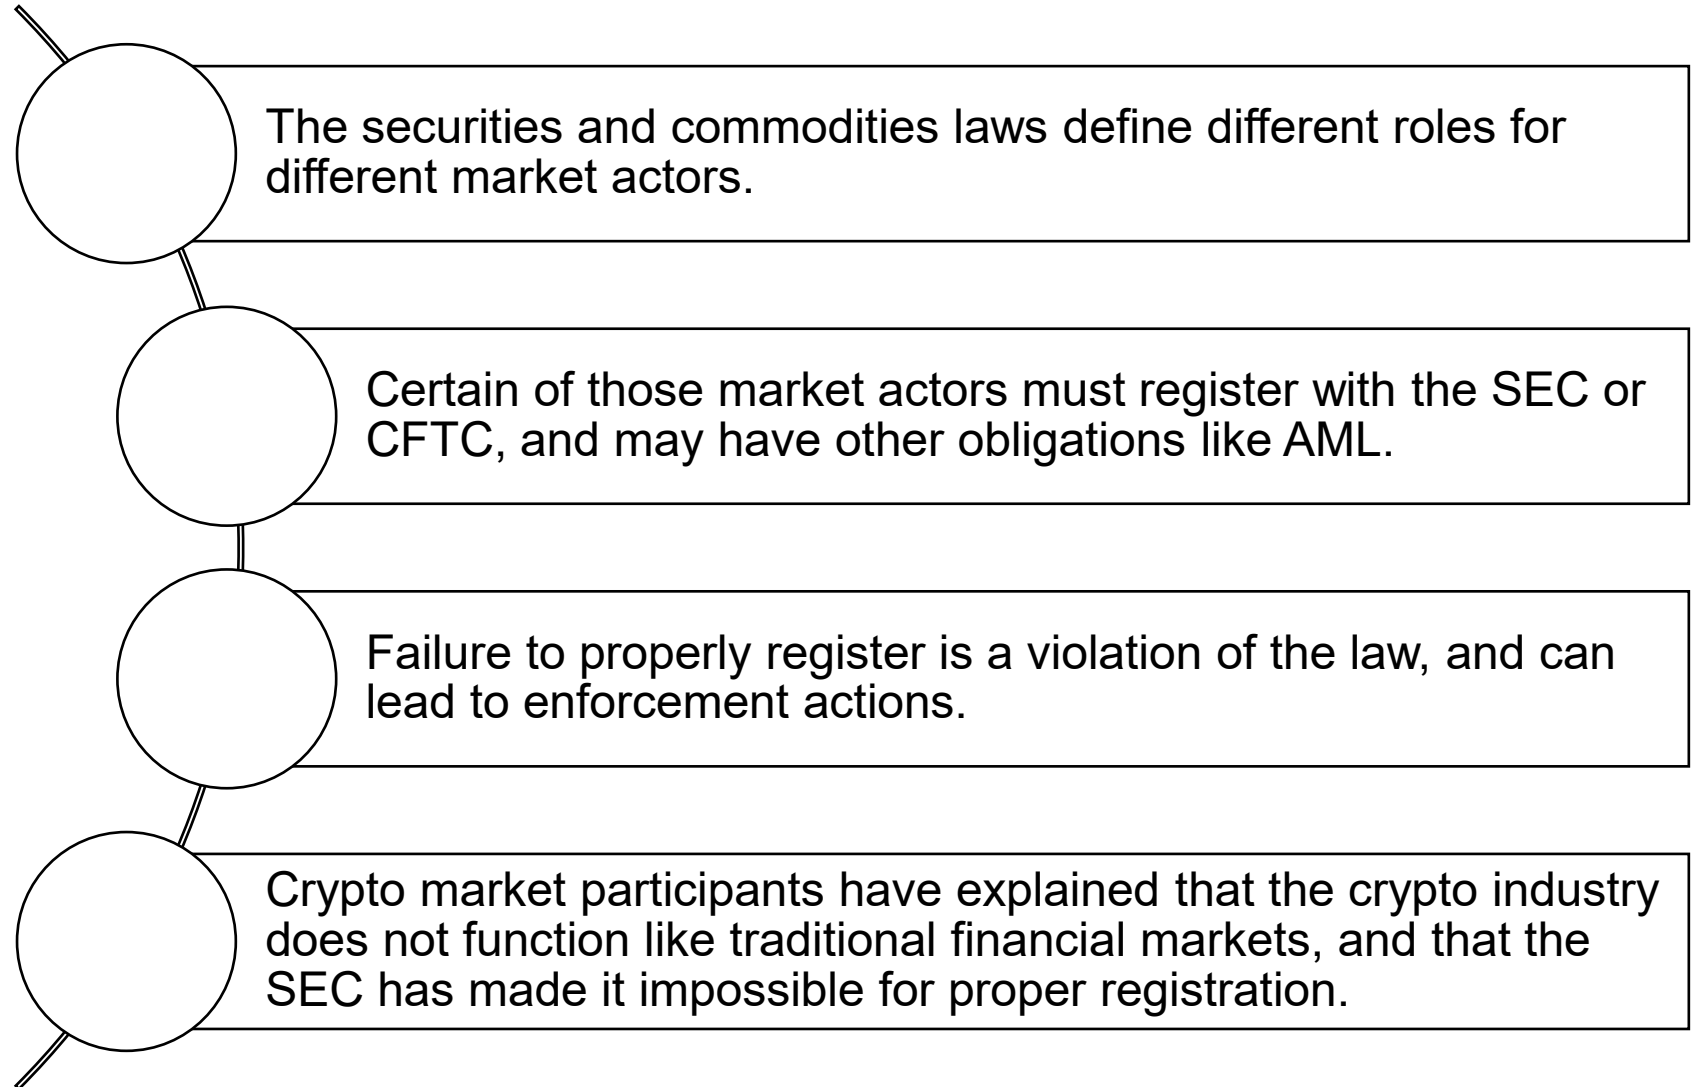 The securities and commodities laws define different roles for
different market actors.
Certain of those market actors must register with the SEC or
CFTC, and may have other obligations like AML.
Failure to properly register is a violation of the law, and can
lead to enforcement actions.
Crypto market participants have explained that the crypto industry
does not function like traditional financial markets, and that the
SEC has made it impossible for proper registration.